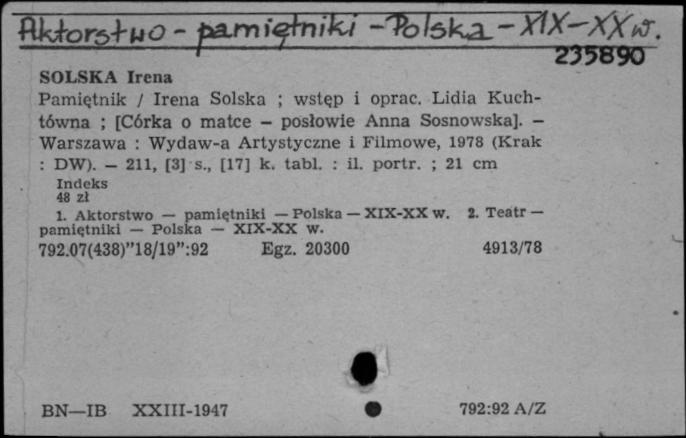 Aktorstwo - pamiętniki - Polska - XIX-XX w.
235890
SOLSKA Irena
Pamiętnik / Irena Solska ; wstęp i oprac. Lidia Kuch-
tówna ; [Córka o matce — posłowie Anna Sosnowska]. —
Warszawa : Wydaw-a Artystyczne i Filmowe, 1978 (Krak
: DW). — 211, [3] s., [17] k. tabl. : il. portr. ; 21 cm
Indeks
48 zł
1. Aktorstwo — pamiętniki — Polska — XIX-XX w. 2. Teatr —
pamiętniki — Polska — XIX-XX w.
792.07(438)"18/19":92 Egz. 20300 4913/78
BN—IB XXIII-1947 792:92 A/Z